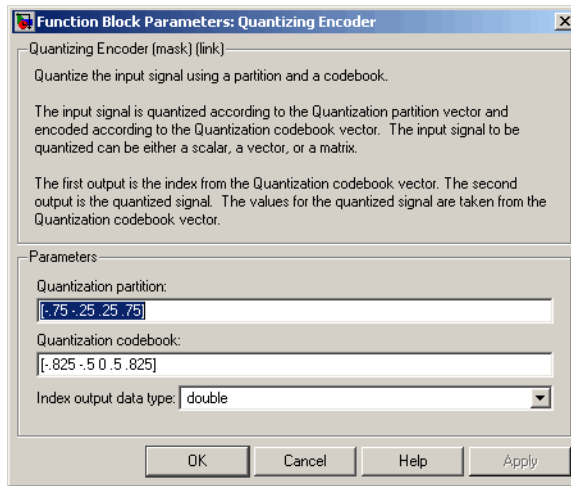 Function Block Parameters: Quantizing Encoder
Quantizing Encoder (mask) (link)
Quantize the input signal using a partition and a codebook.
The input signal is quantized according to the Quantization partition vector and
encoded according to the Quantization codebook vector.  The input signal to be
quantized can be either a scalar, a vector, or a matrix.
The first output is the index from the Quantization codebook vector. The second
output is the quantized signal.  The values for the quantized signal are taken from the
Quantization codebook vector.
Parameters
Quantization partition:
[-.75 -.25 .25 .75]
Quantization codebook:
[-.825 -.5 0 .5 .825]
Index output data type: double
OK Cancel Help Apply